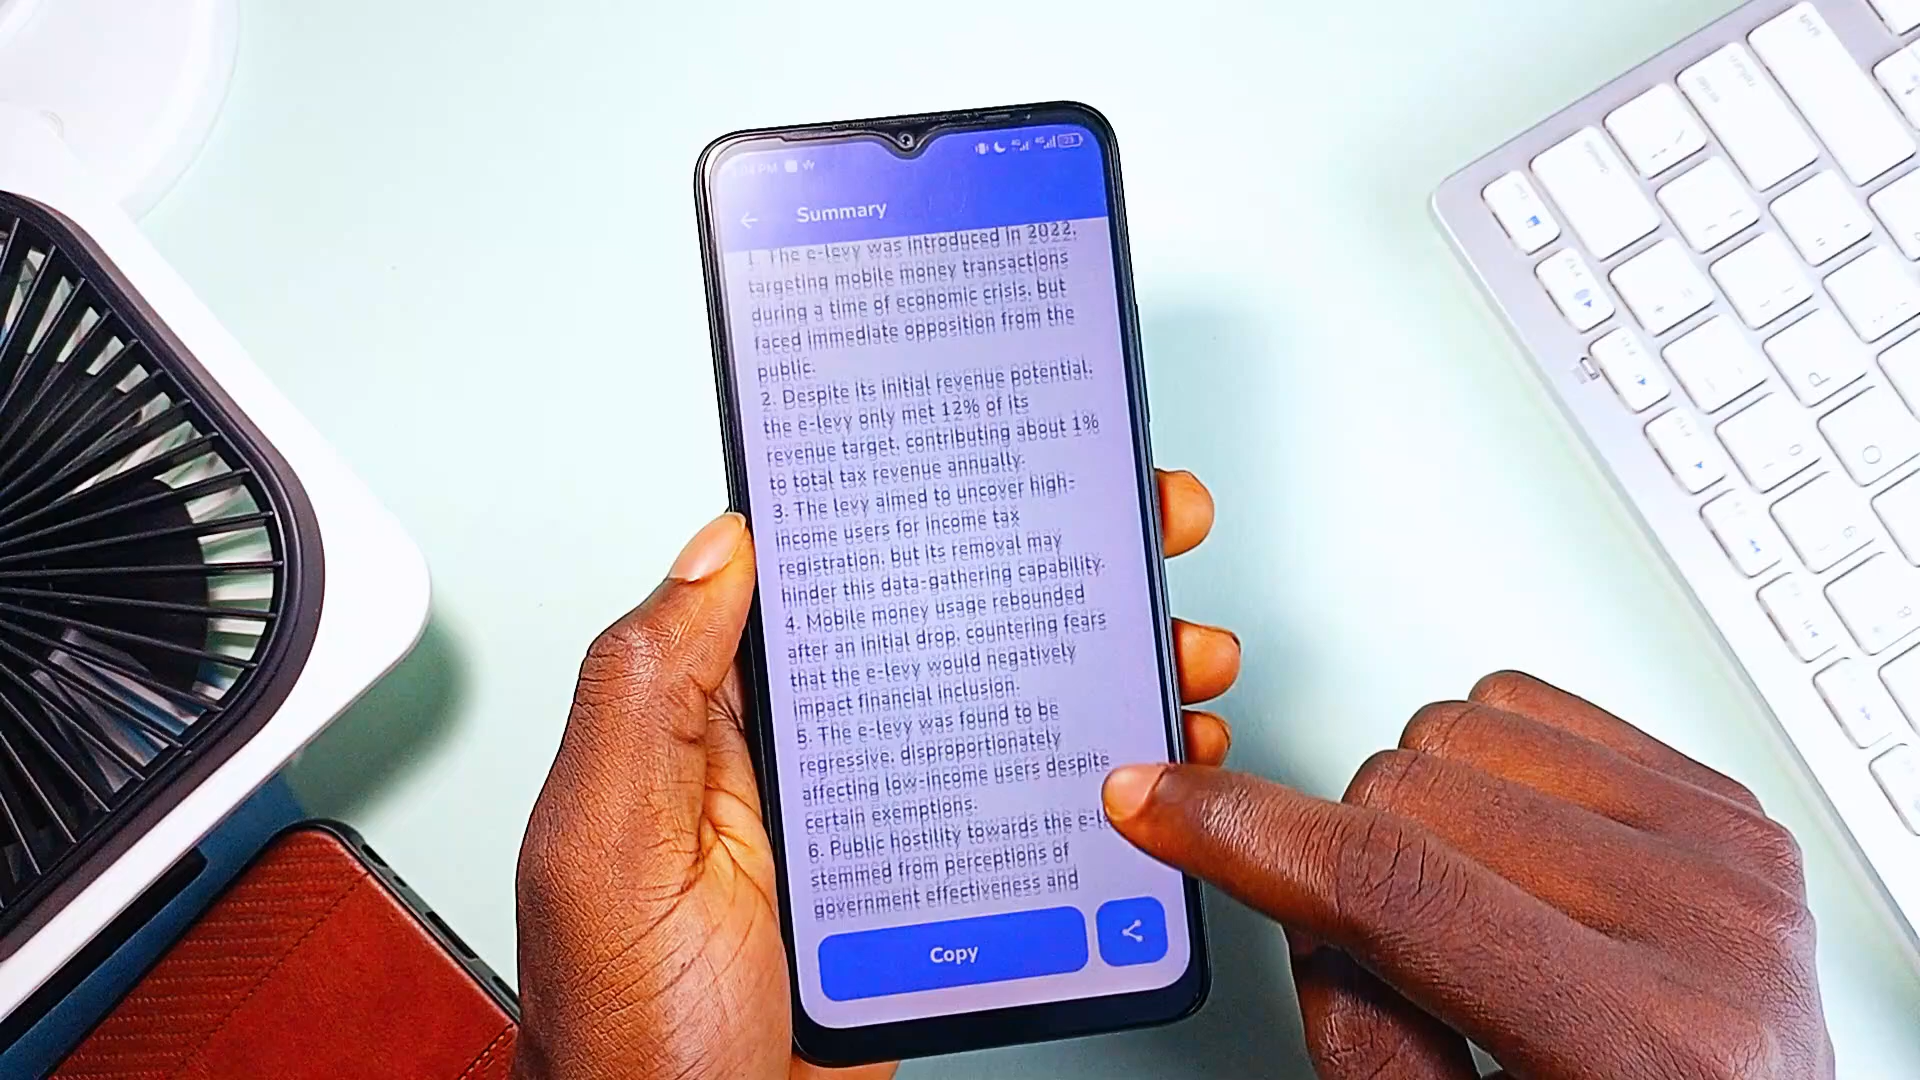 Summary
1. The e-levy was introduced in 2022,
targeting mobile money transactions
during a time of economic crisis, but
faced immediate opposition from the
public.
2. Despite its initial revenue potential,
the e-levy only met 12% of its
revenue target, contributing about 1%
to total tax revenue annually.
3. The levy aimed to uncover high-
income users for income tax
registration, but its removal may
hinder this data-gathering capability.
4. Mobile money usage rebounded
after an initial drop, countering fears
that the e-levy would negatively
impact financial inclusion.
5. The e-levy was found to be
regressive, disproportionately
affecting low-income users despite
certain exemptions.
6. Public hostility towards the
stemmed from perceptions of
government effectiveness and
Copy